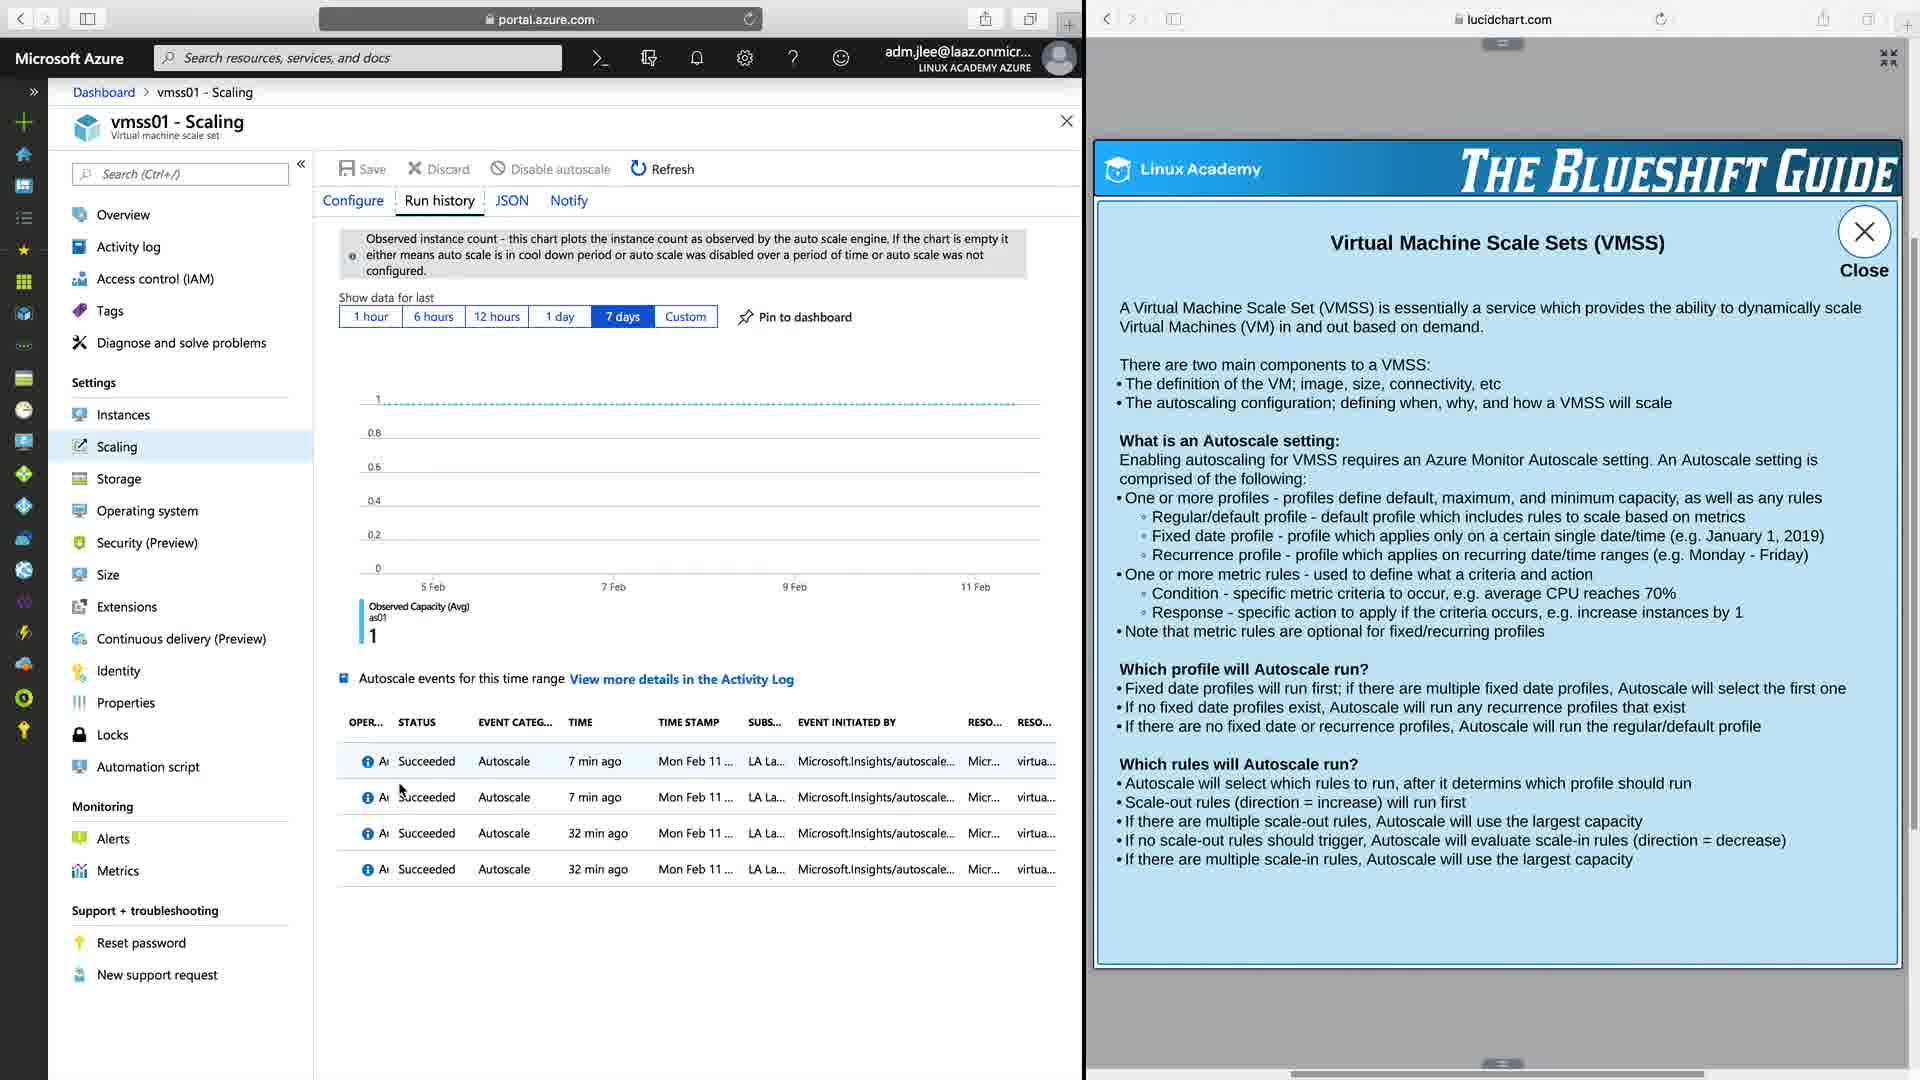 portal.azure.com
Microsoft Azure
Search resources, services, and docs
adm.jlee@laaz.onmicr...
LINUX ACADEMY AZURE
Dashboard > vmss01 - Scaling
vmss01 - Scaling
Virtual machine scale set
Search (Ctrl+/)
Overview
Activity log
Access control (IAM)
Tags
Diagnose and solve problems
Settings
Instances
Scaling
Storage
Operating system
Security (Preview)
Size
Extensions
Continuous delivery (Preview)
Identity
Properties
Locks
Automation script
Monitoring
Alerts
Metrics
Support + troubleshooting
Reset password
New support request
Save Discard Disable autoscale Refresh
Configure Run history JSON Notify
Observed instance count - this chart plots the instance count as observed by the auto scale engine. If the chart is empty it
either means auto scale is in cool down period or auto scale was disabled over a period of time or auto scale was not
configured.
Show data for last
1 hour 6 hours 12 hours 1 day 7 days Custom Pin to dashboard
1
0.8
0.6
0.4
0.2
0
5 Feb 7 Feb 9 Feb 11 Feb
Observed Capacity (Avg)
as01
1
Autoscale events for this time range View more details in the Activity Log
OPER... STATUS EVENT CATEG... TIME TIME STAMP SUBS... EVENT INITIATED BY RESO... RESO...
Succeeded Autoscale 7 min ago Mon Feb 11 ... LA La... Microsoft.Insights/autoscale... Micr... virtua...
Succeeded Autoscale 7 min ago Mon Feb 11 ... LA La... Microsoft.Insights/autoscale... Micr... virtua...
Succeeded Autoscale 32 min ago Mon Feb 11 ... LA La... Microsoft.Insights/autoscale... Micr... virtua...
Succeeded Autoscale 32 min ago Mon Feb 11 ... LA La... Microsoft.Insights/autoscale... Micr... virtua...
lucidchart.com
Linux Academy
THE BLUESHIFT GUIDE
Virtual Machine Scale Sets (VMSS)
Close
A Virtual Machine Scale Set (VMSS) is essentially a service which provides the ability to dynamically scale
Virtual Machines (VM) in and out based on demand.
There are two main components to a VMSS:
• The definition of the VM; image, size, connectivity, etc
• The autoscaling configuration; defining when, why, and how a VMSS will scale
What is an Autoscale setting:
Enabling autoscaling for VMSS requires an Azure Monitor Autoscale setting. An Autoscale setting is
comprised of the following:
• One or more profiles - profiles define default, maximum, and minimum capacity, as well as any rules
◦ Regular/default profile - default profile which includes rules to scale based on metrics
◦ Fixed date profile - profile which applies only on a certain single date/time (e.g. January 1, 2019)
◦ Recurrence profile - profile which applies on recurring date/time ranges (e.g. Monday - Friday)
• One or more metric rules - used to define what a criteria and action
◦ Condition - specific metric criteria to occur, e.g. average CPU reaches 70%
◦ Response - specific action to apply if the criteria occurs, e.g. increase instances by 1
• Note that metric rules are optional for fixed/recurring profiles
Which profile will Autoscale run?
• Fixed date profiles will run first; if there are multiple fixed date profiles, Autoscale will select the first one
• If no fixed date profiles exist, Autoscale will run any recurrence profiles that exist
• If there are no fixed date or recurrence profiles, Autoscale will run the regular/default profile
Which rules will Autoscale run?
• Autoscale will select which rules to run, after it determins which profile should run
• Scale-out rules (direction = increase) will run first
• If there are multiple scale-out rules, Autoscale will use the largest capacity
• If no scale-out rules should trigger, Autoscale will evaluate scale-in rules (direction = decrease)
• If there are multiple scale-in rules, Autoscale will use the largest capacity